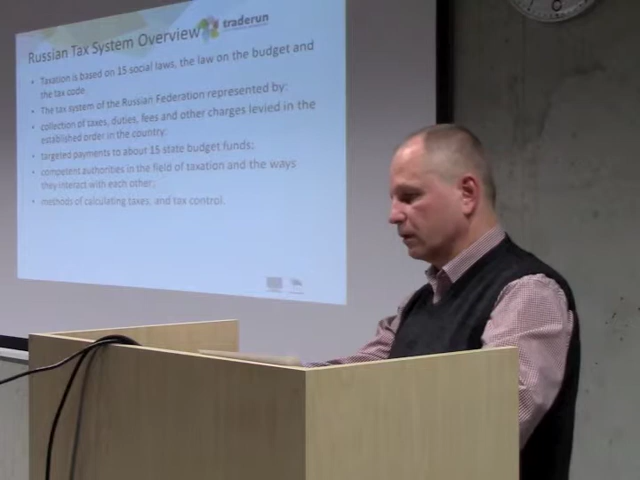 traderun
Russian Tax System Overview
• Taxation is based on 15 social laws, the law on the budget and
the tax code.
• The tax system of the Russian Federation represented by:
• collection of taxes, duties, fees and other charges levied in the
established order in the country.
• targeted payments to about 15 state budget funds;
• competent authorities in the field of taxation and the ways
they interact with each other;
• methods of calculating taxes, and tax control.